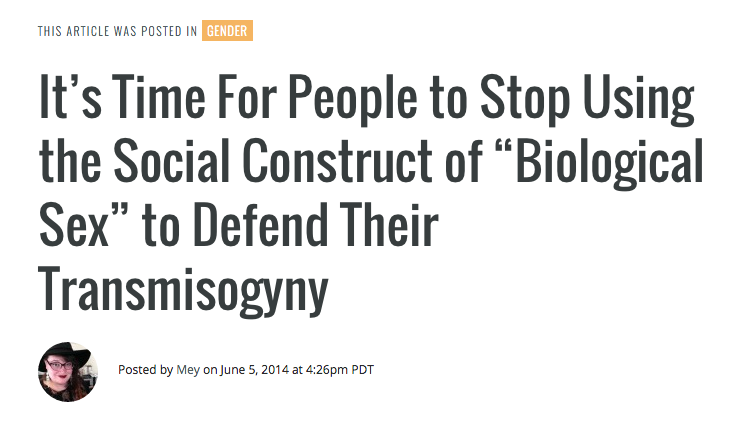 THIS ARTICLE WAS POSTED IN GENDER
It’s Time For People to Stop Using
the Social Construct of “Biological
Sex” to Defend Their
Transmisogyny
Posted by Mey on June 5, 2014 at 4:26pm PDT